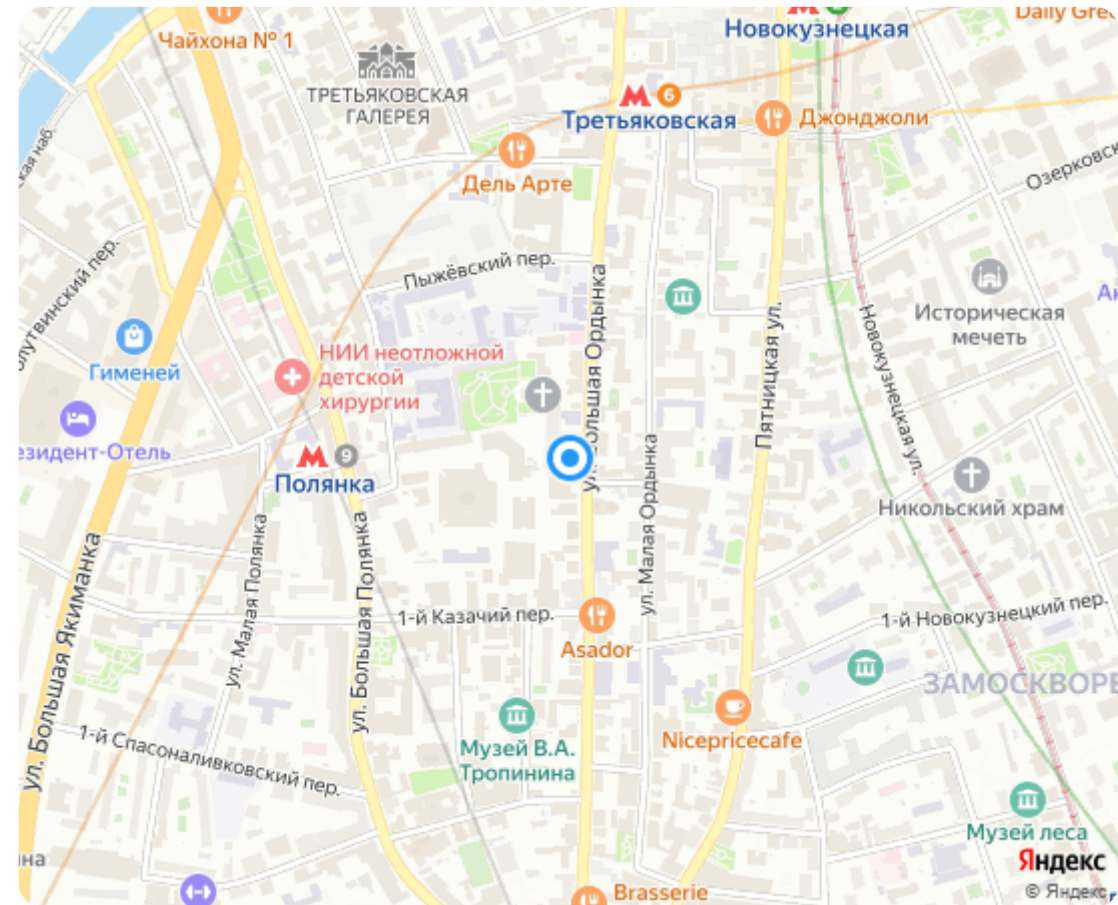 Чайхона № 1
Новокузнецкая
Daily Gre
ТРЕТЬЯКОВСКАЯ
ГАЛЕРЕЯ
6
Третьяковская
Джонджоли
Дель Арте
Озерковск
Пыжёвский пер.
ул. Большая Ордынка
Историческая
мечеть
Гименей
НИИ неотложной
детской
хирургии
Пятницкая ул.
Новокузнецкая ул.
езидент-Отель
9
Полянка
ул. Малая Ордынка
Никольский храм
ул. Большая Якиманка
ул. Малая Полянка
ул. Большая Полянка
1-й Казачий пер.
Asador
1-й Новокузнецкий пер.
ЗАМОСКВОРЕ
Nicepricecafe
1-й Спасоналивковский пер.
Музей В.А.
Тропинина
Музей леса
Яндекс
© Яндекс
Brasserie